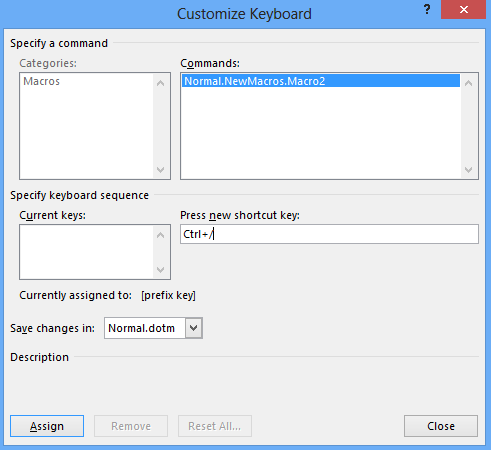 Customize Keyboard
?
Specify a command
Categories:
Commands:
Macros
Normal.NewMacros.Macro2
Specify keyboard sequence
Current keys:
Press new shortcut key:
Ctrl+/
Currently assigned to: [prefix key]
Save changes in: Normal.dotm
Description
Assign
Remove
Reset All...
Close